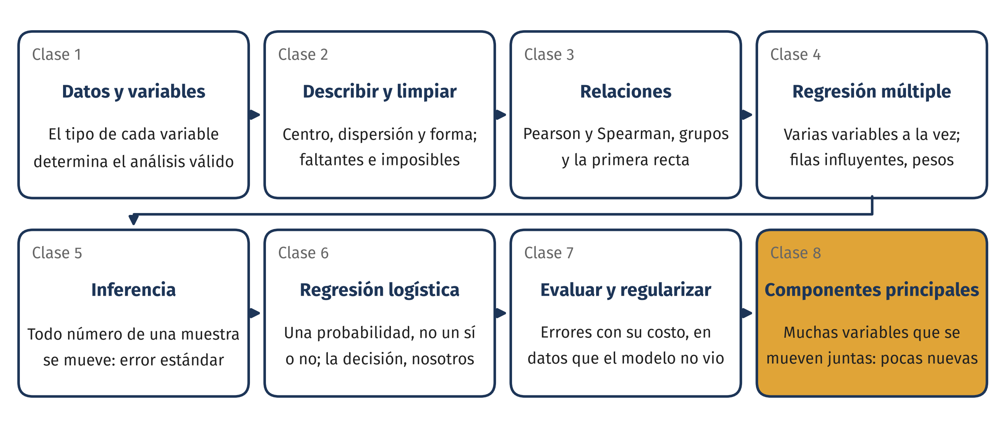 Clase 1
Datos y variables
El tipo de cada variable
determina el análisis válido
Clase 2
Describir y limpiar
Centro, dispersión y forma;
faltantes e imposibles
Clase 3
Relaciones
Pearson y Spearman, grupos
y la primera recta
Clase 4
Regresión múltiple
Varias variables a la vez;
filas influyentes, pesos
Clase 5
Inferencia
Todo número de una muestra
se mueve: error estándar
Clase 6
Regresión logística
Una probabilidad, no un sí
o no; la decisión, nosotros
Clase 7
Evaluar y regularizar
Errores con su costo, en
datos que el modelo no vio
Clase 8
Componentes principales
Muchas variables que se
mueven juntas: pocas nuevas